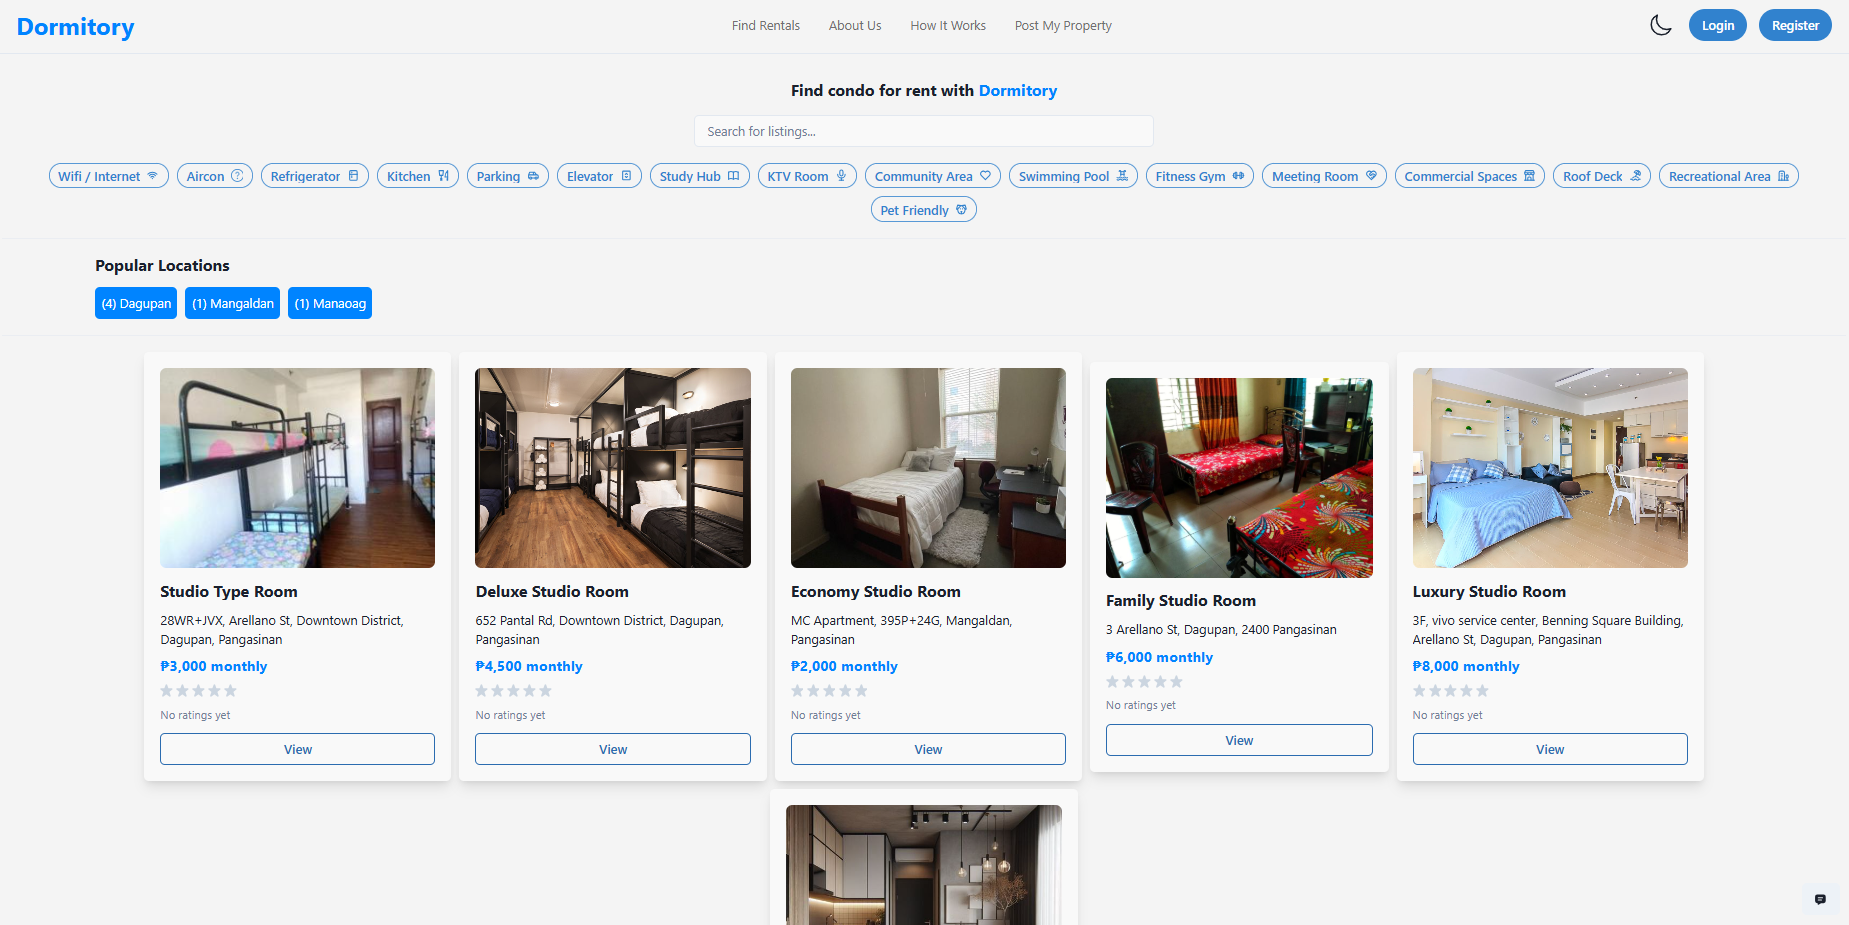 Dormitory
Find Rentals
About Us
How It Works
Post My Property
Login
Register
Find condo for rent with Dormitory
Search for listings...
Wifi / Internet
Aircon
Refrigerator
Kitchen
Parking
Elevator
Study Hub
KTV Room
Community Area
Swimming Pool
Fitness Gym
Meeting Room
Commercial Spaces
Roof Deck
Recreational Area
Pet Friendly
Popular Locations
(4) Dagupan
(1) Mangaldan
(1) Manaoag
Studio Type Room
28WR+JVX, Arellano St, Downtown District,
Dagupan, Pangasinan
₱3,000 monthly
No ratings yet
View
Deluxe Studio Room
652 Pantal Rd, Downtown District, Dagupan,
Pangasinan
₱4,500 monthly
No ratings yet
View
Economy Studio Room
MC Apartment, 395P+24G, Mangaldan,
Pangasinan
₱2,000 monthly
No ratings yet
View
Family Studio Room
3 Arellano St, Dagupan, 2400 Pangasinan
₱6,000 monthly
No ratings yet
View
Luxury Studio Room
3F, vivo service center, Benning Square Building,
Arellano St, Dagupan, Pangasinan
₱8,000 monthly
No ratings yet
View